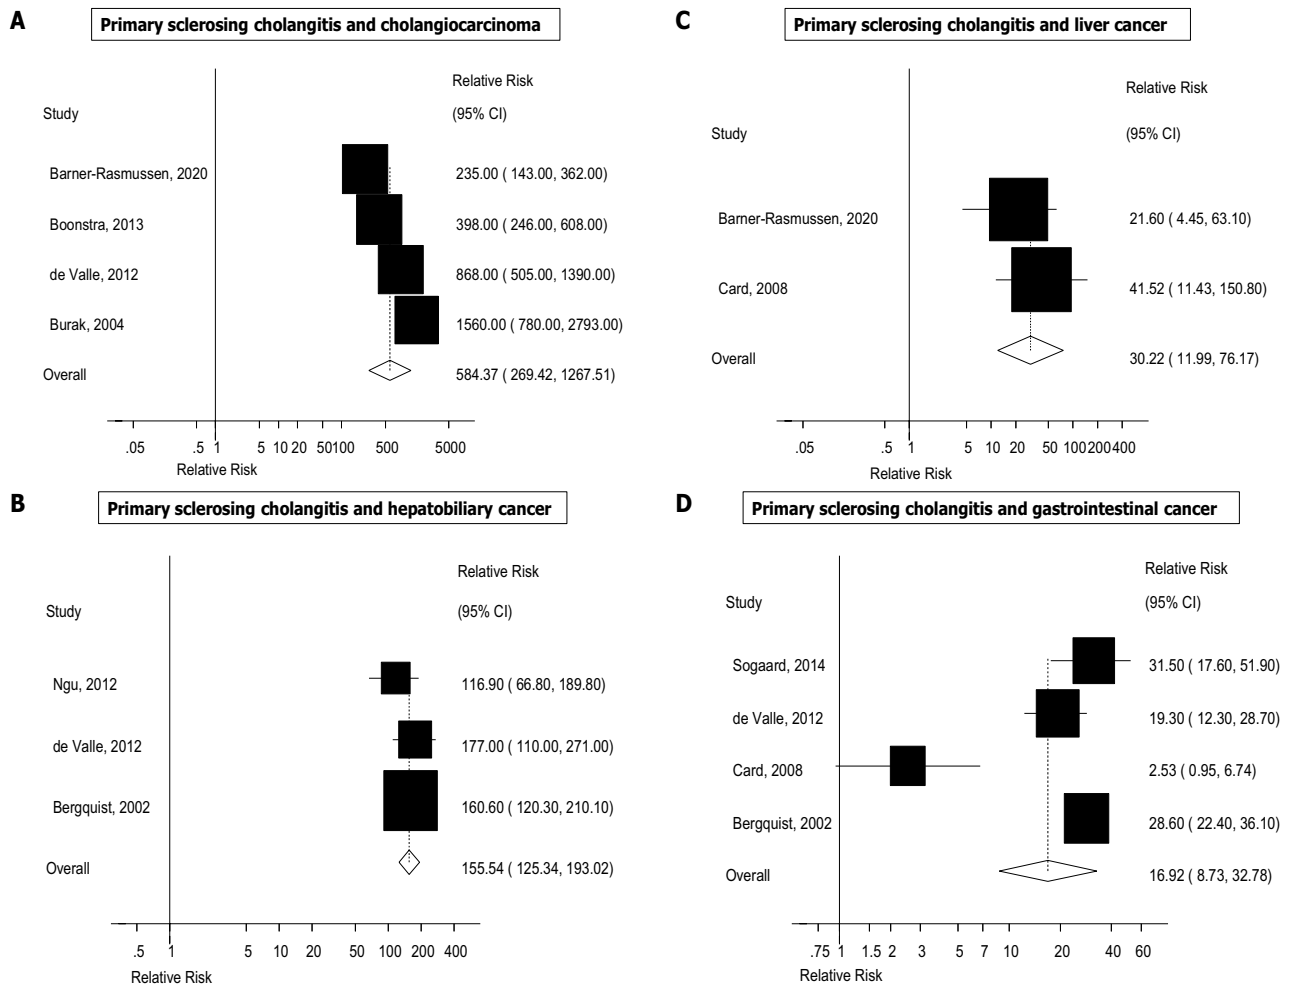 A
Primary sclerosing cholangitis and cholangiocarcinoma
Relative Risk
Study
(95% CI)
Barner-Rasmussen, 2020 235.00 ( 143.00, 362.00)
Boonstra, 2013 398.00 ( 246.00, 608.00)
de Valle, 2012 868.00 ( 505.00, 1390.00)
Burak, 2004 1560.00 ( 780.00, 2793.00)
Overall 584.37 ( 269.42, 1267.51)
.05 .5 1 5 10 20 50 100 500 5000
Relative Risk
B
Primary sclerosing cholangitis and hepatobiliary cancer
Relative Risk
Study (95% CI)
Ngu, 2012 116.90 ( 66.80, 189.80)
de Valle, 2012 177.00 ( 110.00, 271.00)
Bergquist, 2002 160.60 ( 120.30, 210.10)
Overall 155.54 ( 125.34, 193.02)
.5 1 5 10 20 50 100 200 400
Relative Risk
C
Primary sclerosing cholangitis and liver cancer
Relative Risk
Study (95% CI)
Barner-Rasmussen, 2020 21.60 ( 4.45, 63.10)
Card, 2008 41.52 ( 11.43, 150.80)
Overall 30.22 ( 11.99, 76.17)
.05 .5 1 5 10 20 50 100 200 400
Relative Risk
D
Primary sclerosing cholangitis and gastrointestinal cancer
Relative Risk
Study (95% CI)
Sogaard, 2014 31.50 ( 17.60, 51.90)
de Valle, 2012 19.30 ( 12.30, 28.70)
Card, 2008 2.53 ( 0.95, 6.74)
Bergquist, 2002 28.60 ( 22.40, 36.10)
Overall 16.92 ( 8.73, 32.78)
.75 1 1.5 2 3 5 7 10 20 40 60
Relative Risk